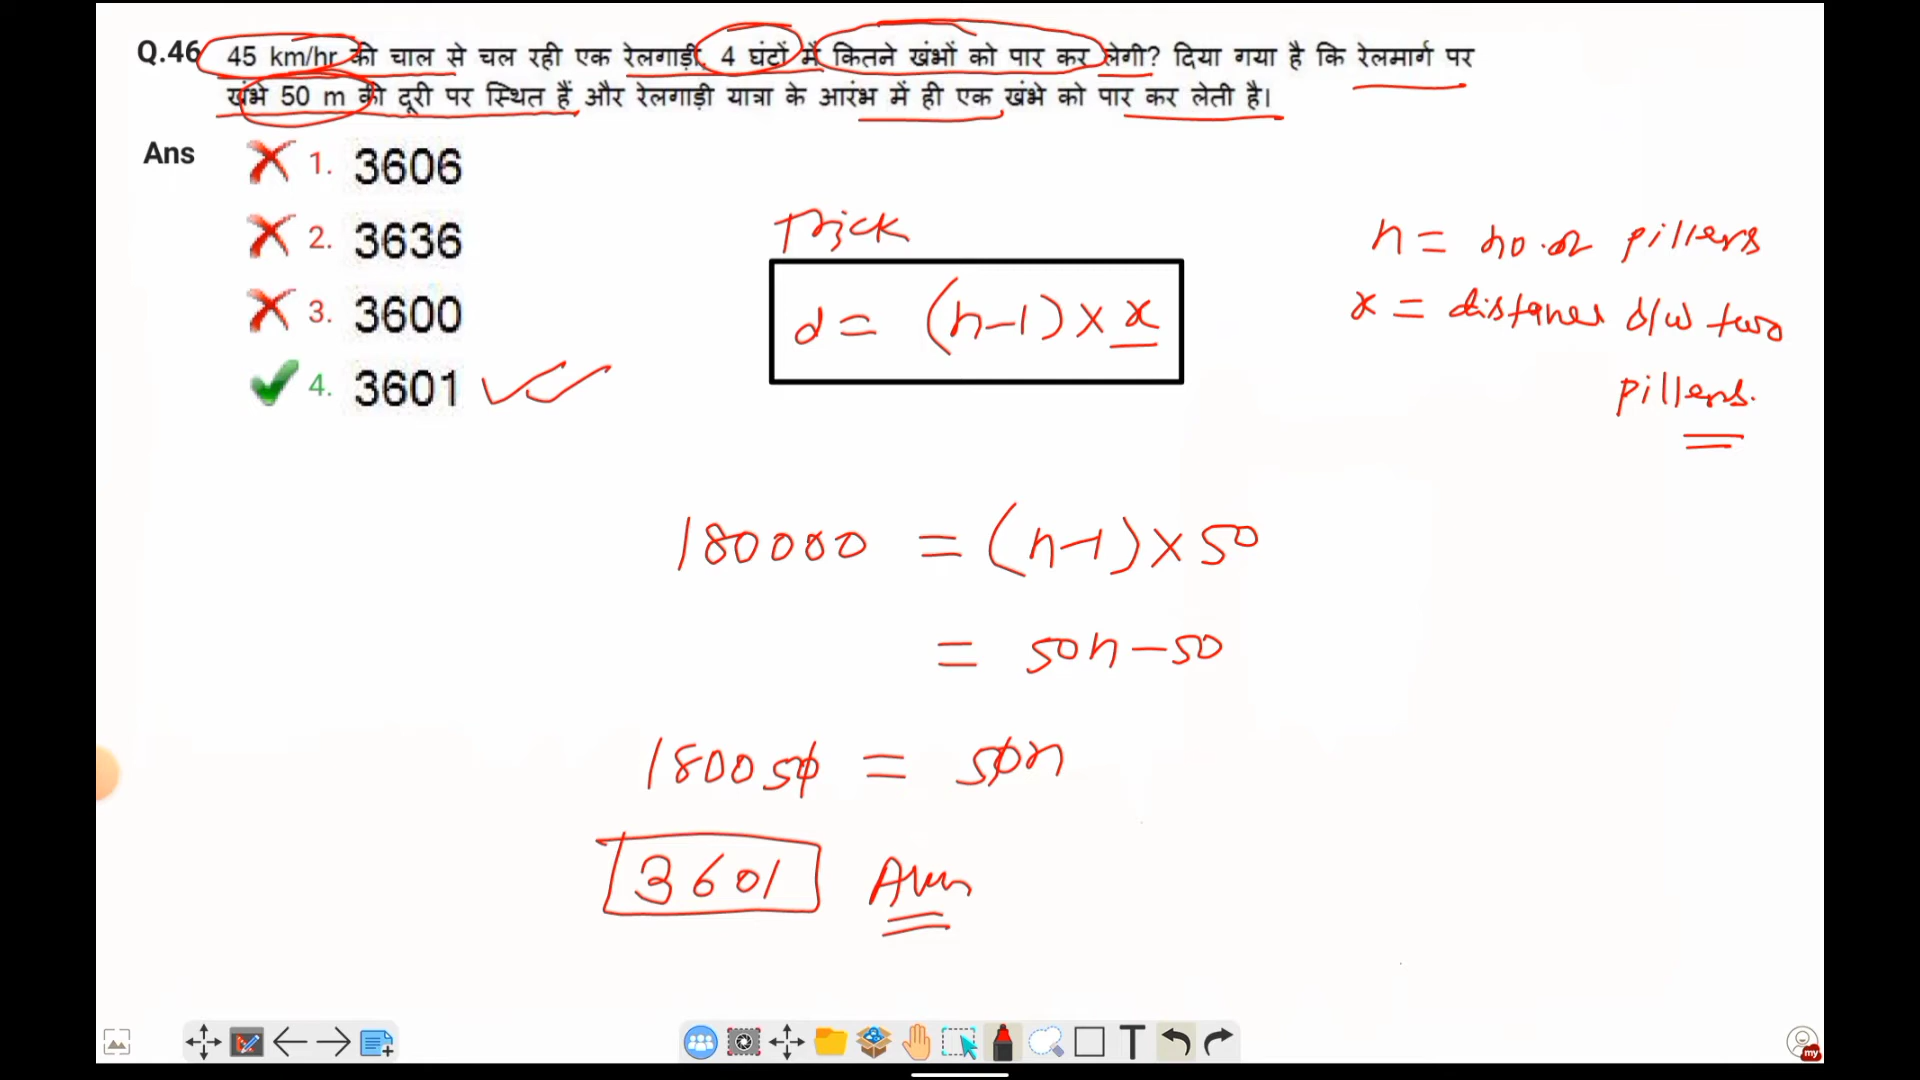 Q.46 45 km/hr की चाल से चल रही एक रेलगाड़ी, 4 घंटों में कितने खंभों को पार कर लेगी? दिया गया है कि रेलमार्ग पर
खंभे 50 m की दूरी पर स्थित हैं और रेलगाड़ी यात्रा के आरंभ में ही एक खंभे को पार कर लेती है।
Ans
1. 3606
2. 3636
3. 3600
4. 3601
Trick
d = (n-1) × x
n = no. of pillers
x = distance b/w two
pillers.
180000 = (n-1) × 50
= 50n - 50
180050 = 50n
3601 Ans
T
my